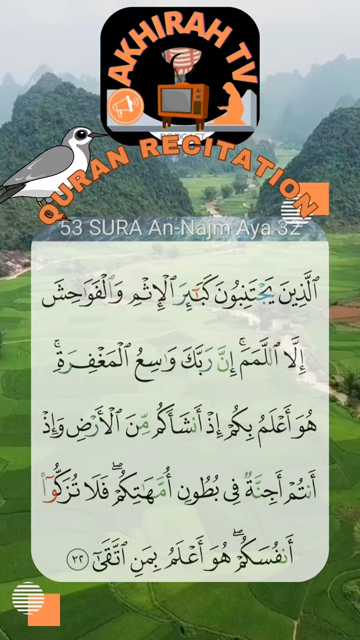 AKHIRAH TV
QURAN RECITATION
53 SURA An-Najm Aya 32
ٱلَّذِينَ يَجْتَنِبُونَ كَبَٰٓئِرَ ٱلْإِثْمِ وَٱلْفَوَٰحِشَ
إِلَّا ٱللَّمَمَ ۚ إِنَّ رَبَّكَ وَٰسِعُ ٱلْمَغْفِرَةِ ۚ
هُوَ أَعْلَمُ بِكُمْ إِذْ أَنشَأَكُم مِّنَ ٱلْأَرْضِ وَإِذْ
أَنتُمْ أَجِنَّةٌ فِى بُطُونِ أُمَّهَٰتِكُمْ ۖ فَلَا تُزَكُّوٓا۟
أَنفُسَكُمْ ۖ هُوَ أَعْلَمُ بِمَنِ ٱتَّقَىٰٓ ٣٢